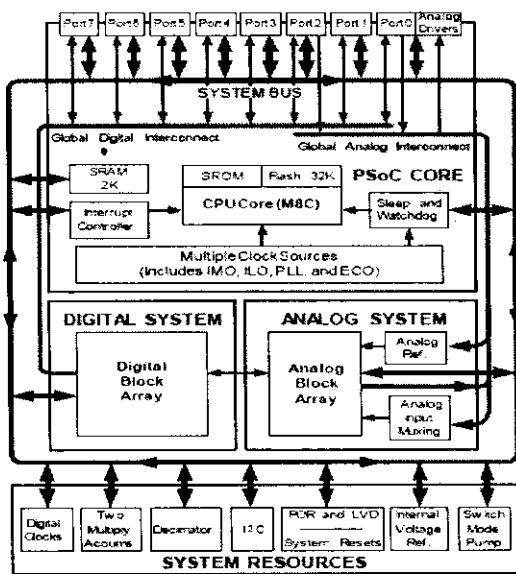 Port 7 Port 6 Port 5 Port 4 Port 3 Port 2 Port 1 Port 0 Analog Drivers
SYSTEM BUS
Global Digital Interconnect
Global Analog Interconnect
SRAM 2K
SROM Flash 32K
PSoC CORE
CPU Core (M8C)
Interrupt Controller
Sleep and Watchdog
Multiple Clock Sources
(Includes IMO, ILO, PLL, and ECO)
DIGITAL SYSTEM
ANALOG SYSTEM
Digital Block Array
Analog Block Array
Analog Ref.
Analog Input Muxing
Digital Clocks
Two Multiply Accums.
Decimator
I2C
POR and LVD
System Resets
Internal Voltage Ref.
Switch Mode Pump
SYSTEM RESOURCES